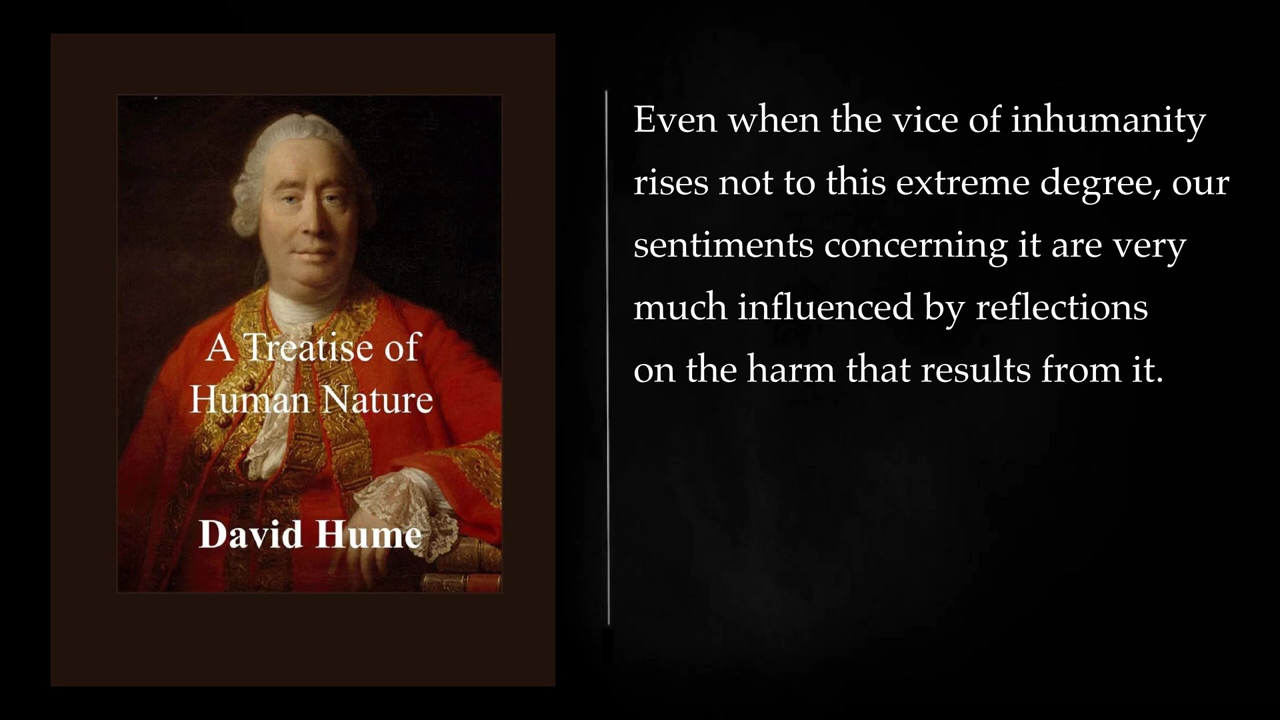 A Treatise of
Human Nature
David Hume
Even when the vice of inhumanity
rises not to this extreme degree, our
sentiments concerning it are very
much influenced by reflections
on the harm that results from it.